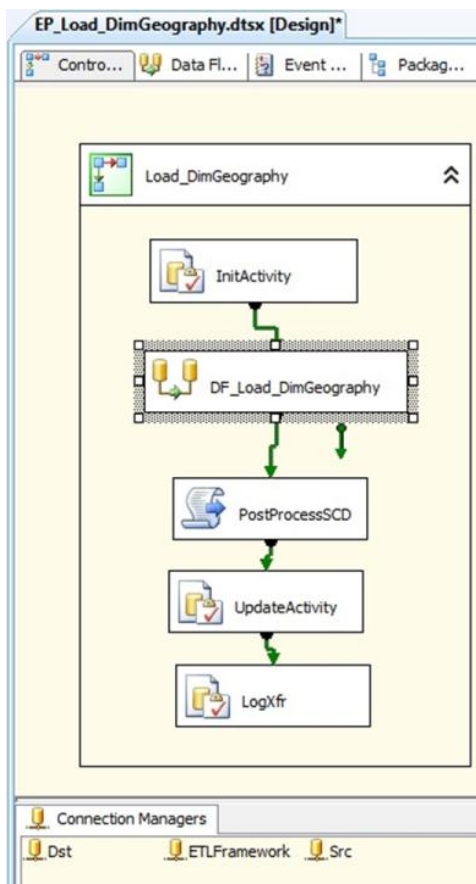 EP_Load_DimGeography.dtsx [Design]*
Contro... Data Fl... Event ... Packag...
Load_DimGeography
InitActivity
DF_Load_DimGeography
PostProcessSCD
UpdateActivity
LogXfr
Connection Managers
Dst ETLFramework Src